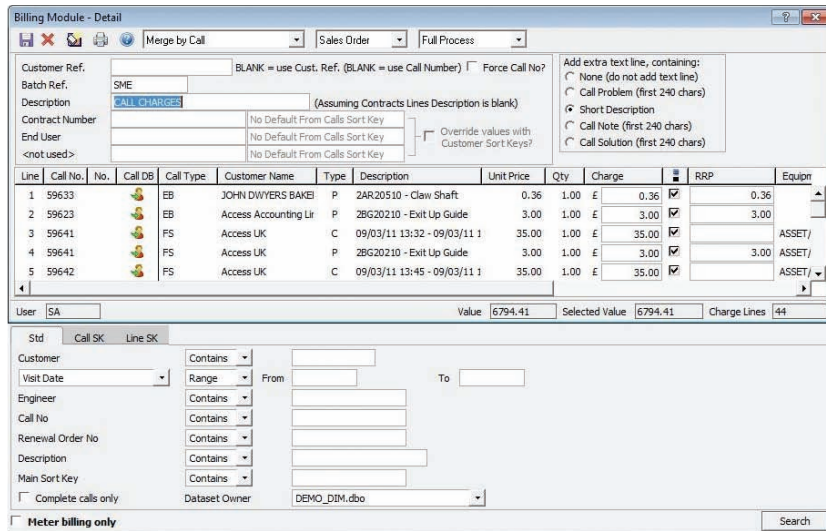 Billing Module - Detail
Merge by Call Sales Order Full Process
Customer Ref. BLANK = use Cust. Ref. (BLANK = use Call Number) Force Call No?
Batch Ref. SME
Description CALL CHARGES (Assuming Contracts Lines Description is blank)
Contract Number No Default From Calls Sort Key
End User No Default From Calls Sort Key
<not used> No Default From Calls Sort Key
Override values with
Customer Sort Keys?
Add extra text line, containing:
None (do not add text line)
Call Problem (first 240 chars)
Short Description
Call Note (first 240 chars)
Call Solution (first 240 chars)
Line Call No. No. Call DB Call Type Customer Name Type Description Unit Price Qty Charge RRP Equipm
1 59633 EB JOHN DWYERS BAKEI P 2AR20510 - Claw Shaft 0.36 1.00 £ 0.36 0.36
2 59623 EB Access Accounting Lir P 2BG20210 - Exit Up Guide 3.00 1.00 £ 3.00 3.00
3 59641 FS Access UK C 09/03/11 13:32 - 09/03/11 1 35.00 1.00 £ 35.00 ASSET/
4 59641 FS Access UK P 2BG20210 - Exit Up Guide 3.00 1.00 £ 3.00 3.00 ASSET/
5 59642 FS Access UK C 09/03/11 13:45 - 09/03/11 1 35.00 1.00 £ 35.00 ASSET/
User SA Value 6794.41 Selected Value 6794.41 Charge Lines 44
Std Call SK Line SK
Customer Contains
Visit Date Range From To
Engineer Contains
Call No Contains
Renewal Order No Contains
Description Contains
Main Sort Key Contains
Complete calls only Dataset Owner DEMO_DIM.dbo
Meter billing only Search